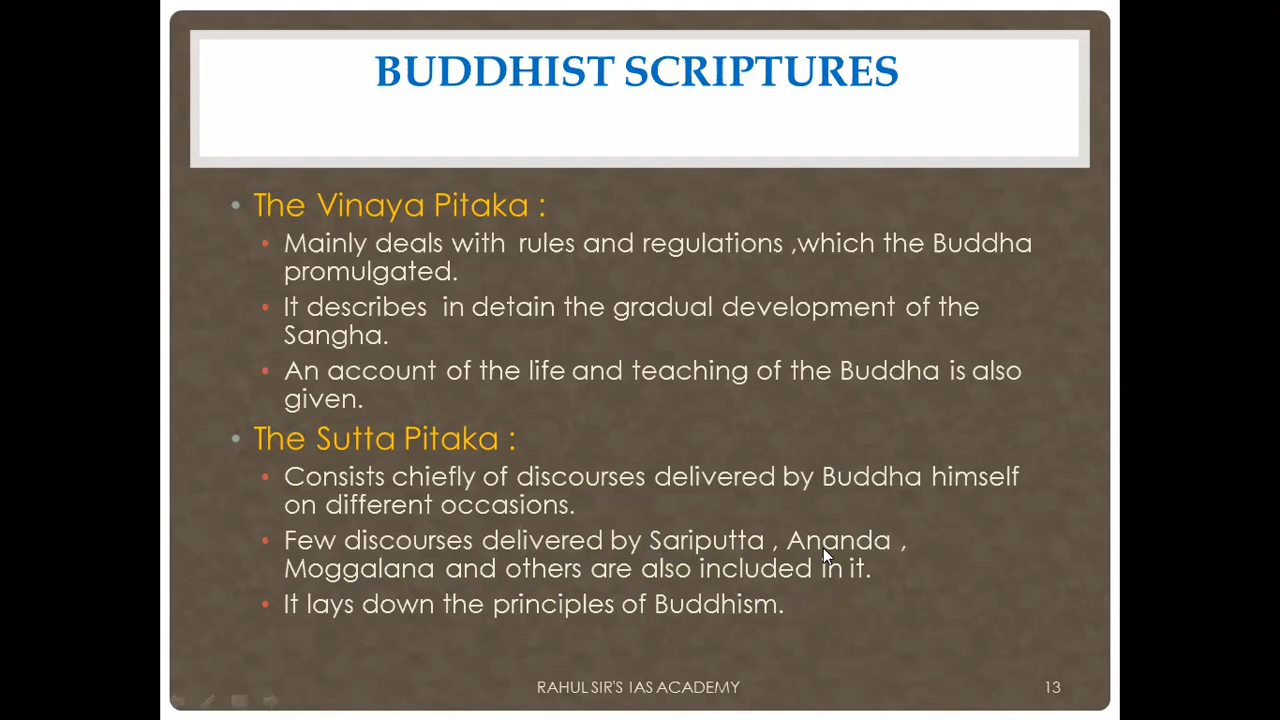 BUDDHIST SCRIPTURES
• The Vinaya Pitaka :
• Mainly deals with rules and regulations ,which the Buddha
promulgated.
• It describes in detain the gradual development of the
Sangha.
• An account of the life and teaching of the Buddha is also
given.
• The Sutta Pitaka :
• Consists chiefly of discourses delivered by Buddha himself
on different occasions.
• Few discourses delivered by Sariputta , Ananda ,
Moggalana and others are also included in it.
• It lays down the principles of Buddhism.
RAHUL SIR'S IAS ACADEMY
13